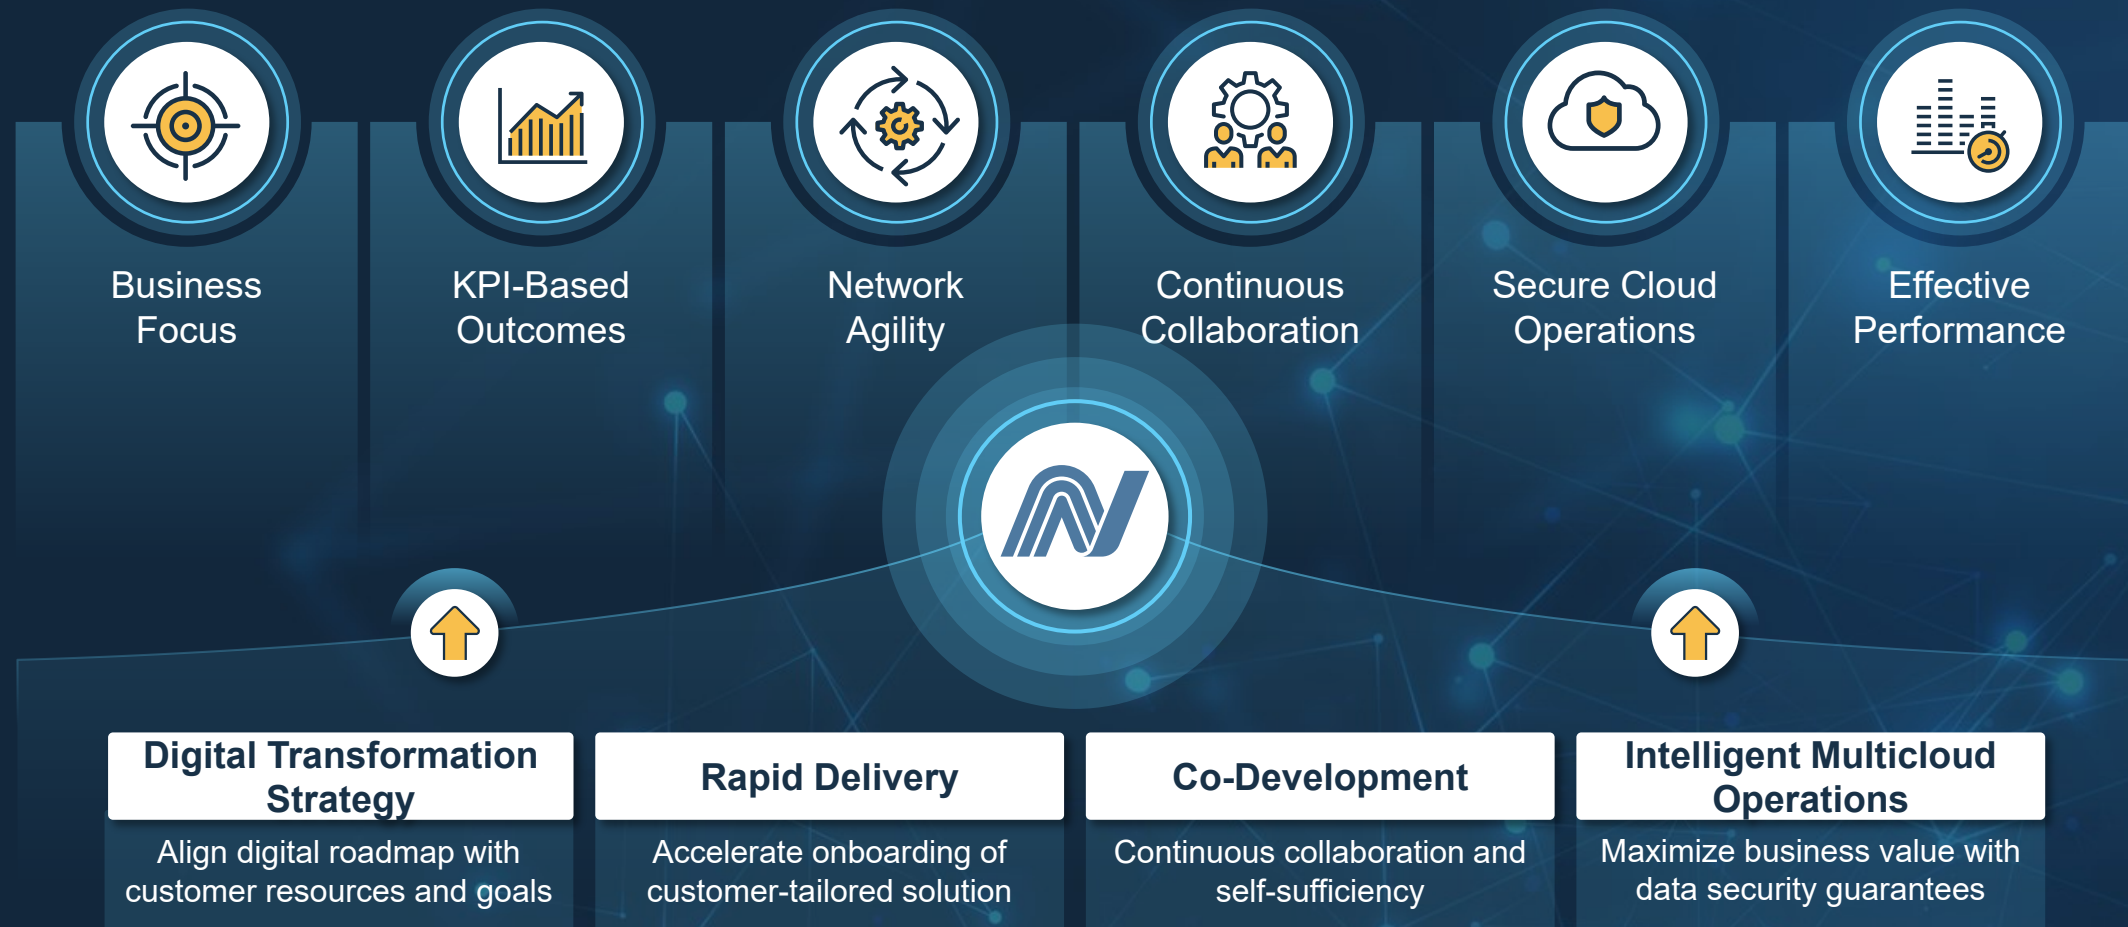 Business
Focus
KPI-Based
Outcomes
Network
Agility
Continuous
Collaboration
Secure Cloud
Operations
Effective
Performance
Digital Transformation
Strategy
Align digital roadmap with
customer resources and goals
Rapid Delivery
Accelerate onboarding of
customer-tailored solution
Co-Development
Continuous collaboration and
self-sufficiency
Intelligent Multicloud
Operations
Maximize business value with
data security guarantees